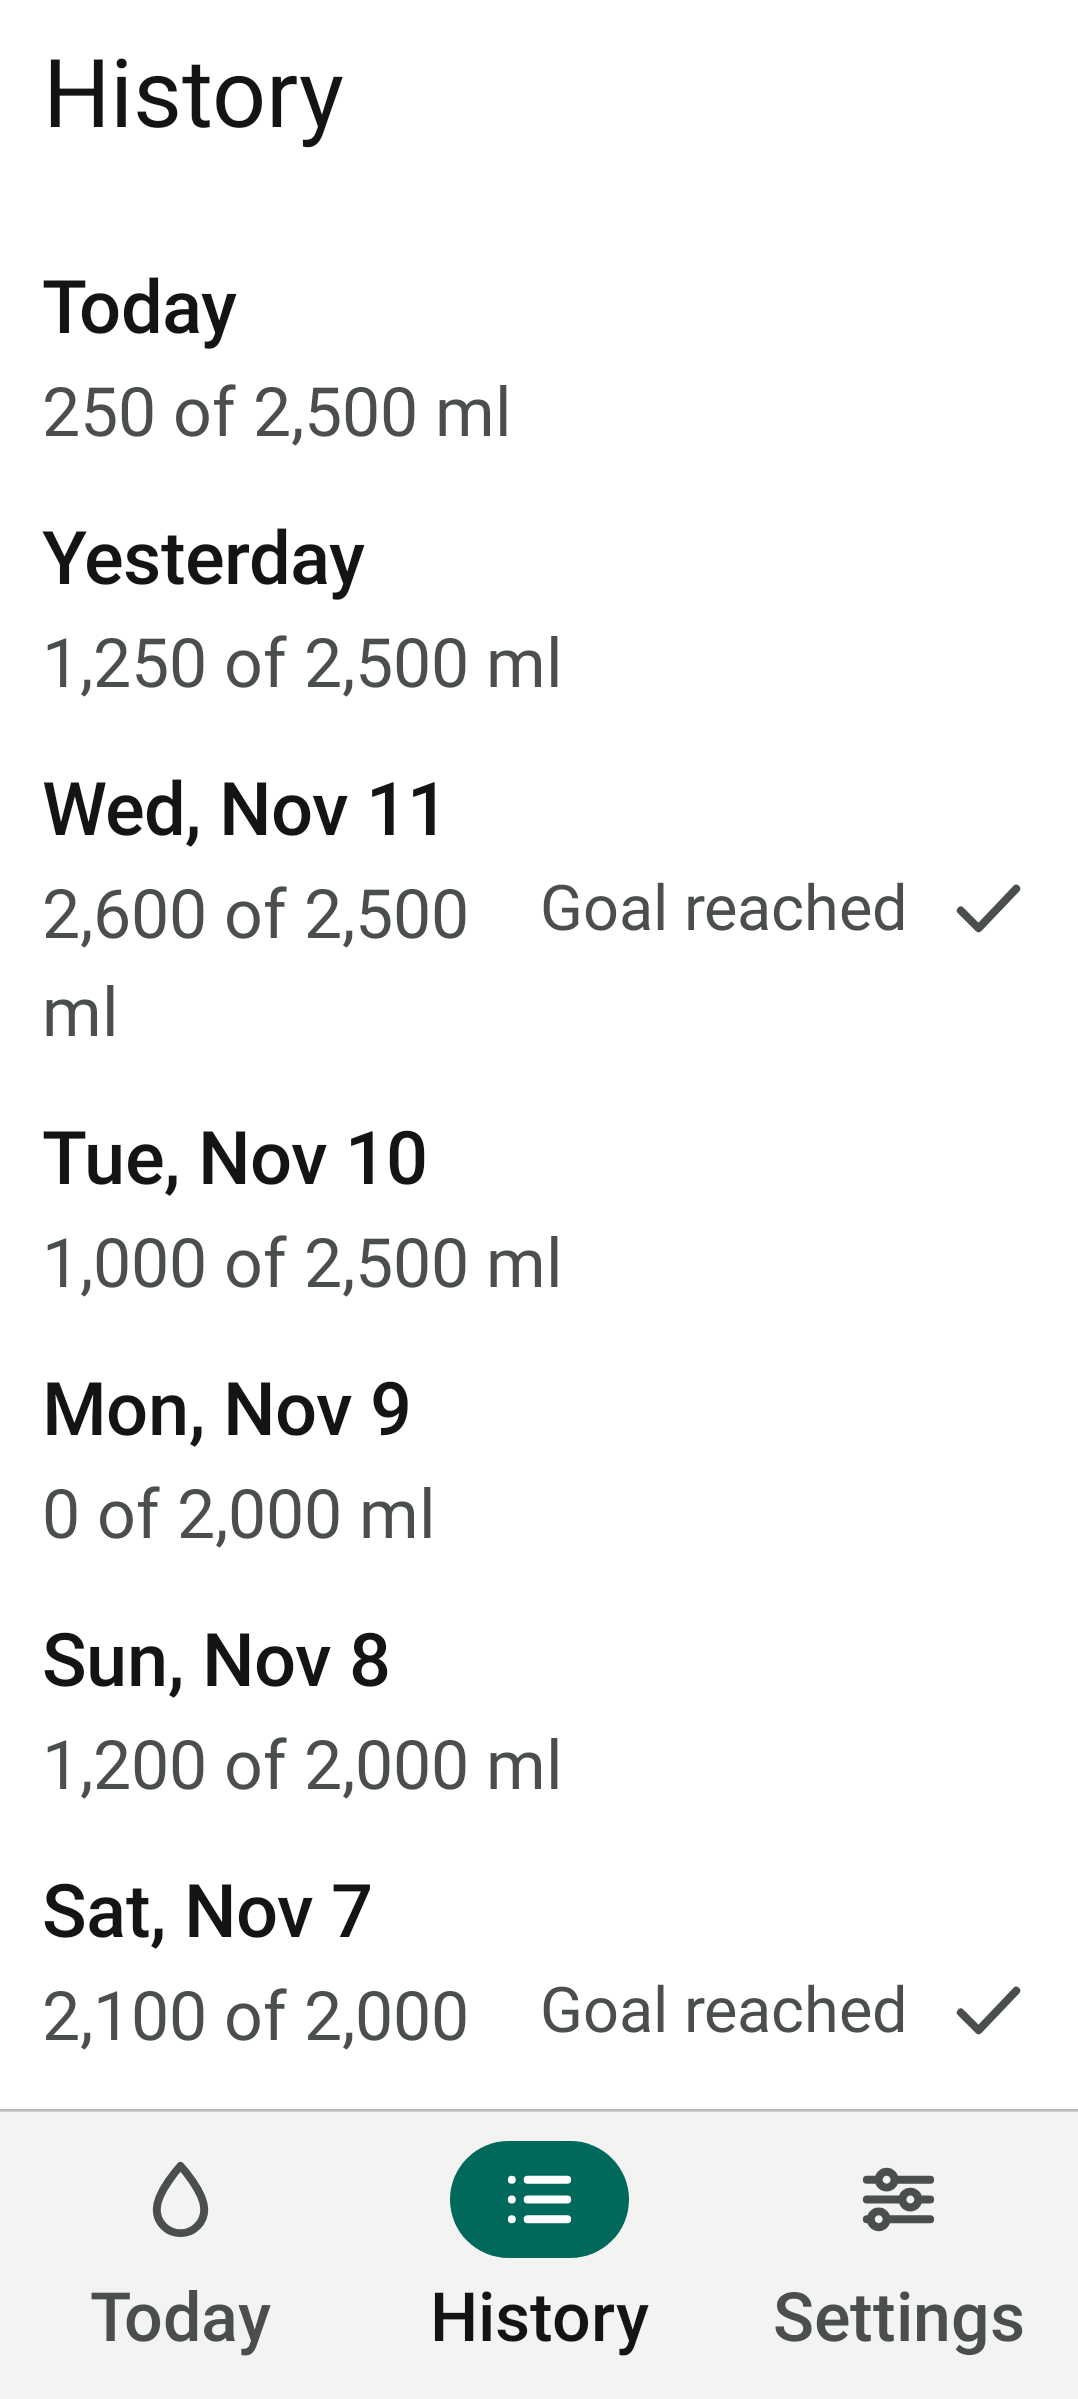 History
Today
250 of 2,500 ml
Yesterday
1,250 of 2,500 ml
Wed, Nov 11
2,600 of 2,500 Goal reached
ml
Tue, Nov 10
1,000 of 2,500 ml
Mon, Nov 9
0 of 2,000 ml
Sun, Nov 8
1,200 of 2,000 ml
Sat, Nov 7
2,100 of 2,000 Goal reached
Today History Settings